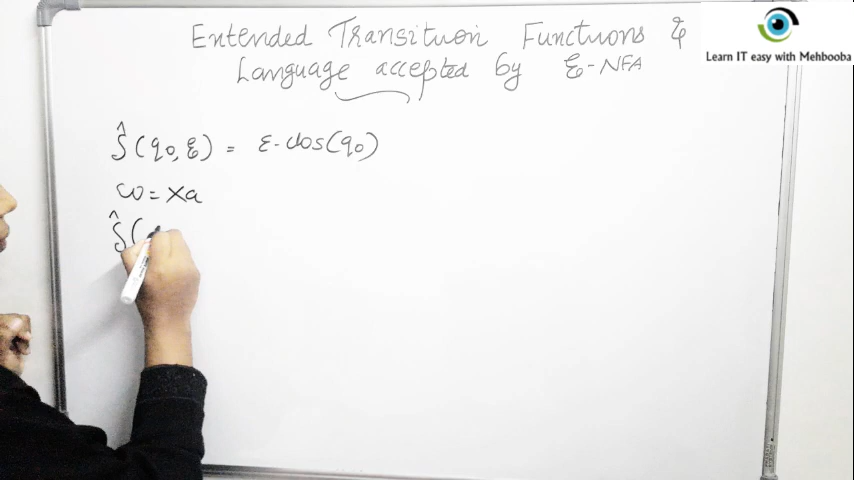 Extended Transition Functions &
Language accepted by ε-NFA
Learn IT easy with Mehbooba
δ̂(q0, ε) = ε-clos(q0)
w = xa
δ̂(